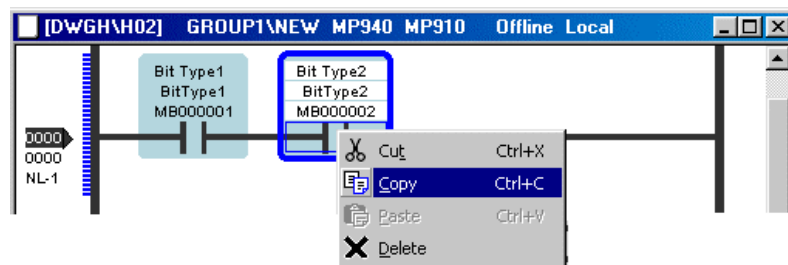 [DWGH\H02] GROUP1\NEW MP940 MP910 Offline Local
Bit Type1
BitType1
MB000001
Bit Type2
BitType2
MB000002
0000
0000
NL-1
Cut Ctrl+X
Copy Ctrl+C
Paste Ctrl+V
Delete